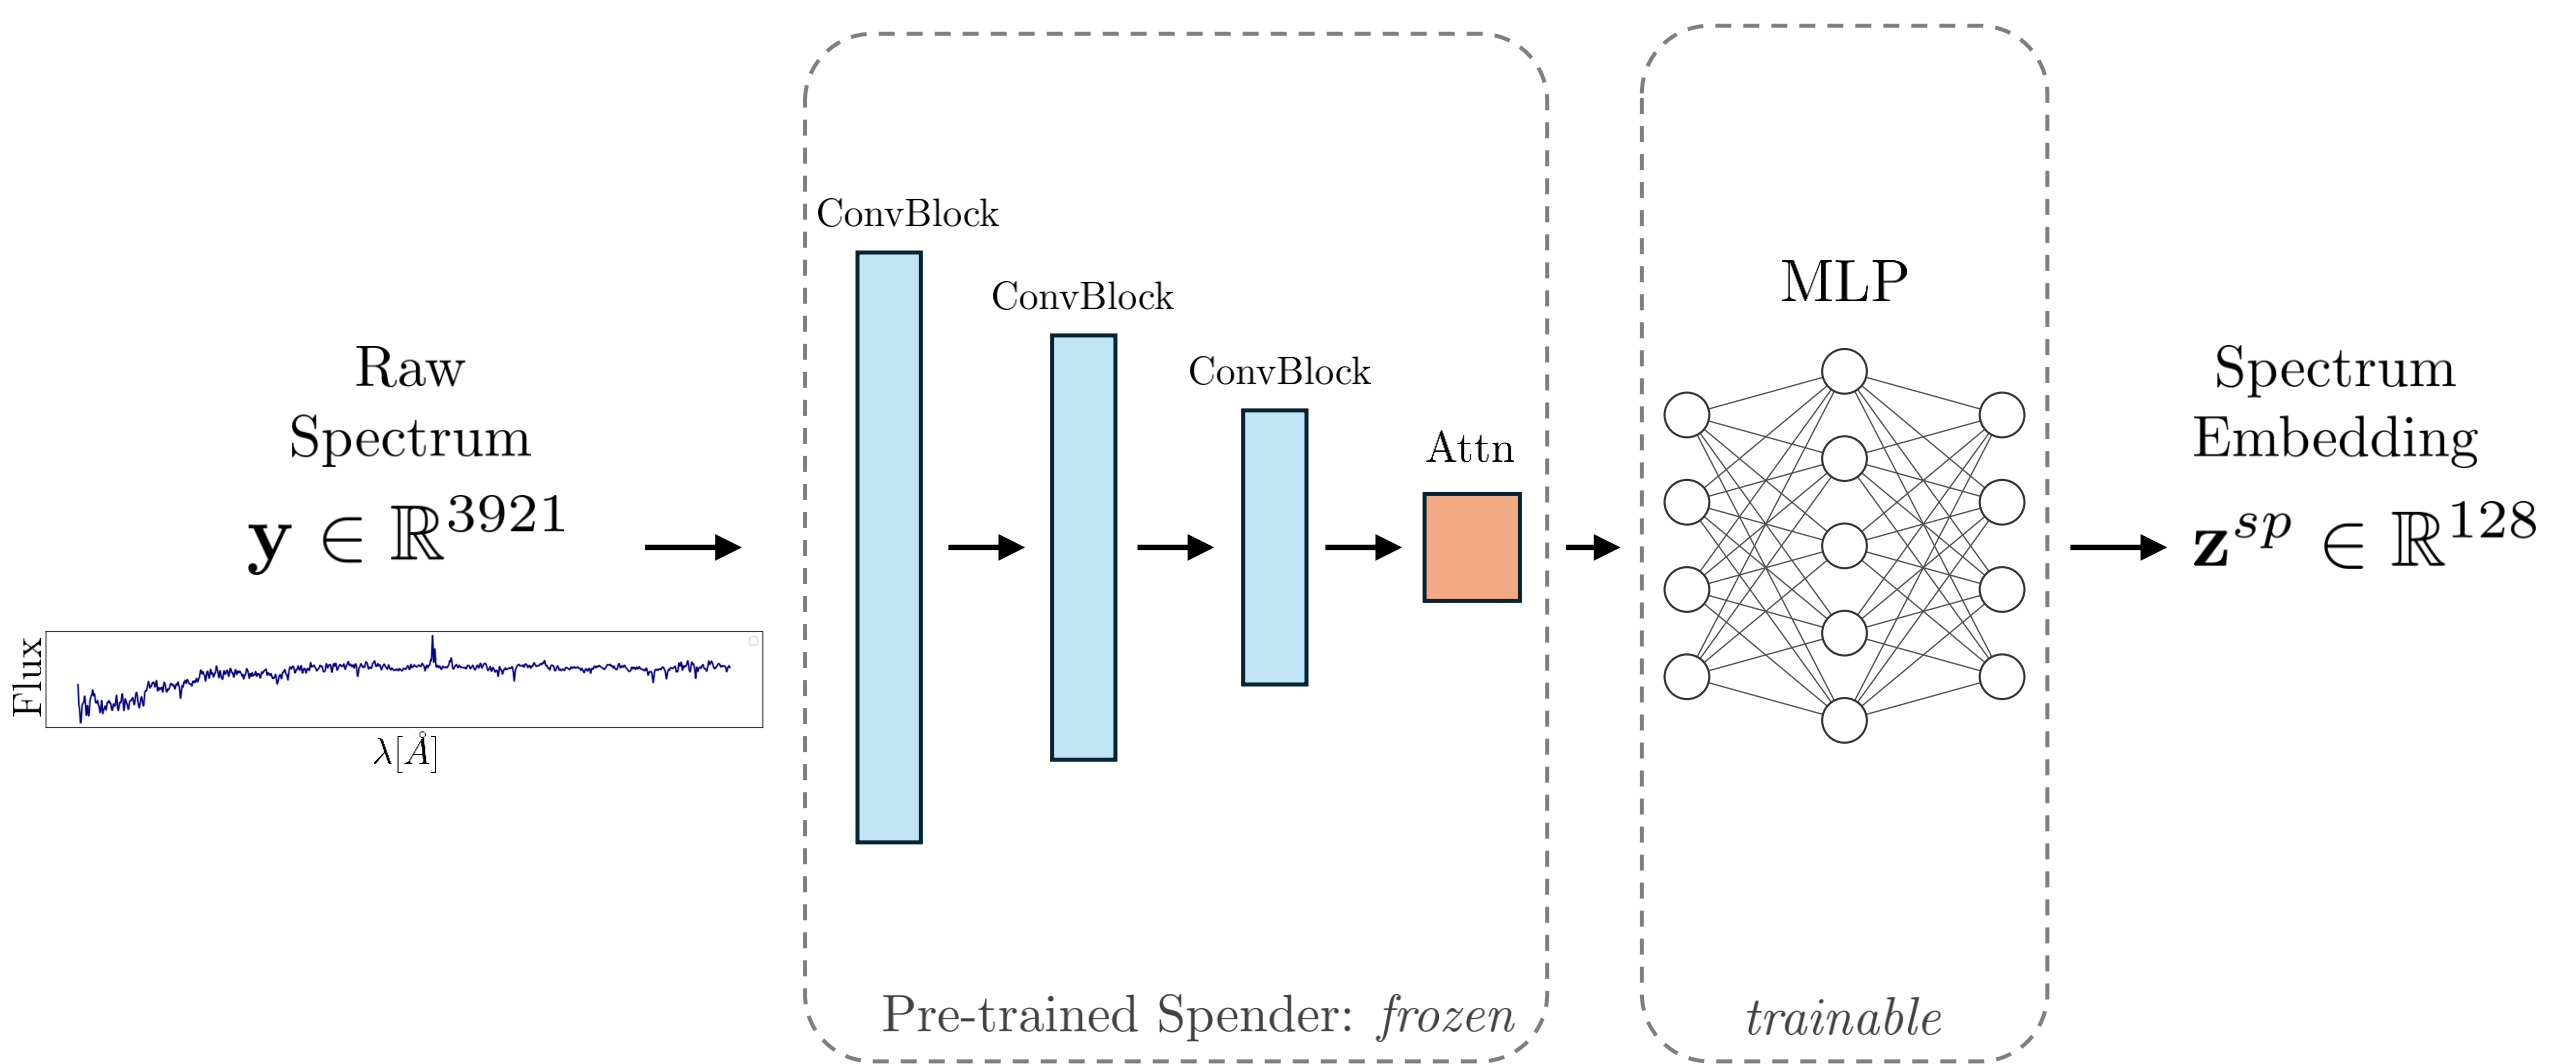 Raw
Spectrum
y ∈ ℝ^3921
Flux
λ[Å]
ConvBlock
ConvBlock
ConvBlock
Attn
Pre-trained Spender: frozen
MLP
trainable
Spectrum
Embedding
z^sp ∈ ℝ^128